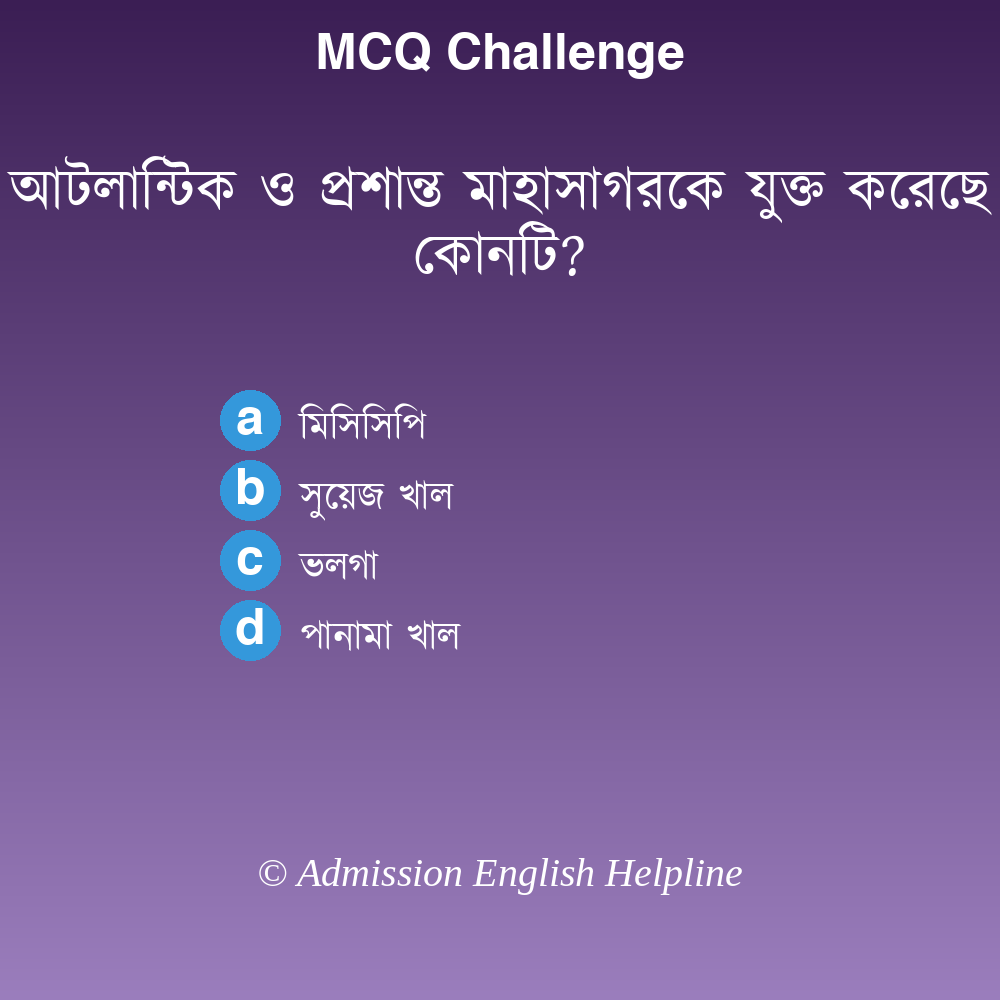 MCQ Challenge
আটলান্টিক ও প্রশান্ত মাহাসাগরকে যুক্ত করেছে
কোনটি?
a মিসিসিপি
b সুয়েজ খাল
c ভলগা
d পানামা খাল
© Admission English Helpline